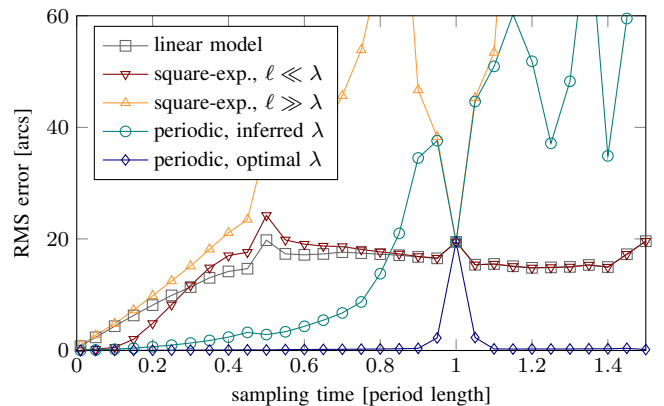 60
40
20
0
RMS error [arcs]
linear model
square-exp., ℓ ≪ λ
square-exp., ℓ ≫ λ
periodic, inferred λ
periodic, optimal λ
0 0.2 0.4 0.6 0.8 1 1.2 1.4
sampling time [period length]